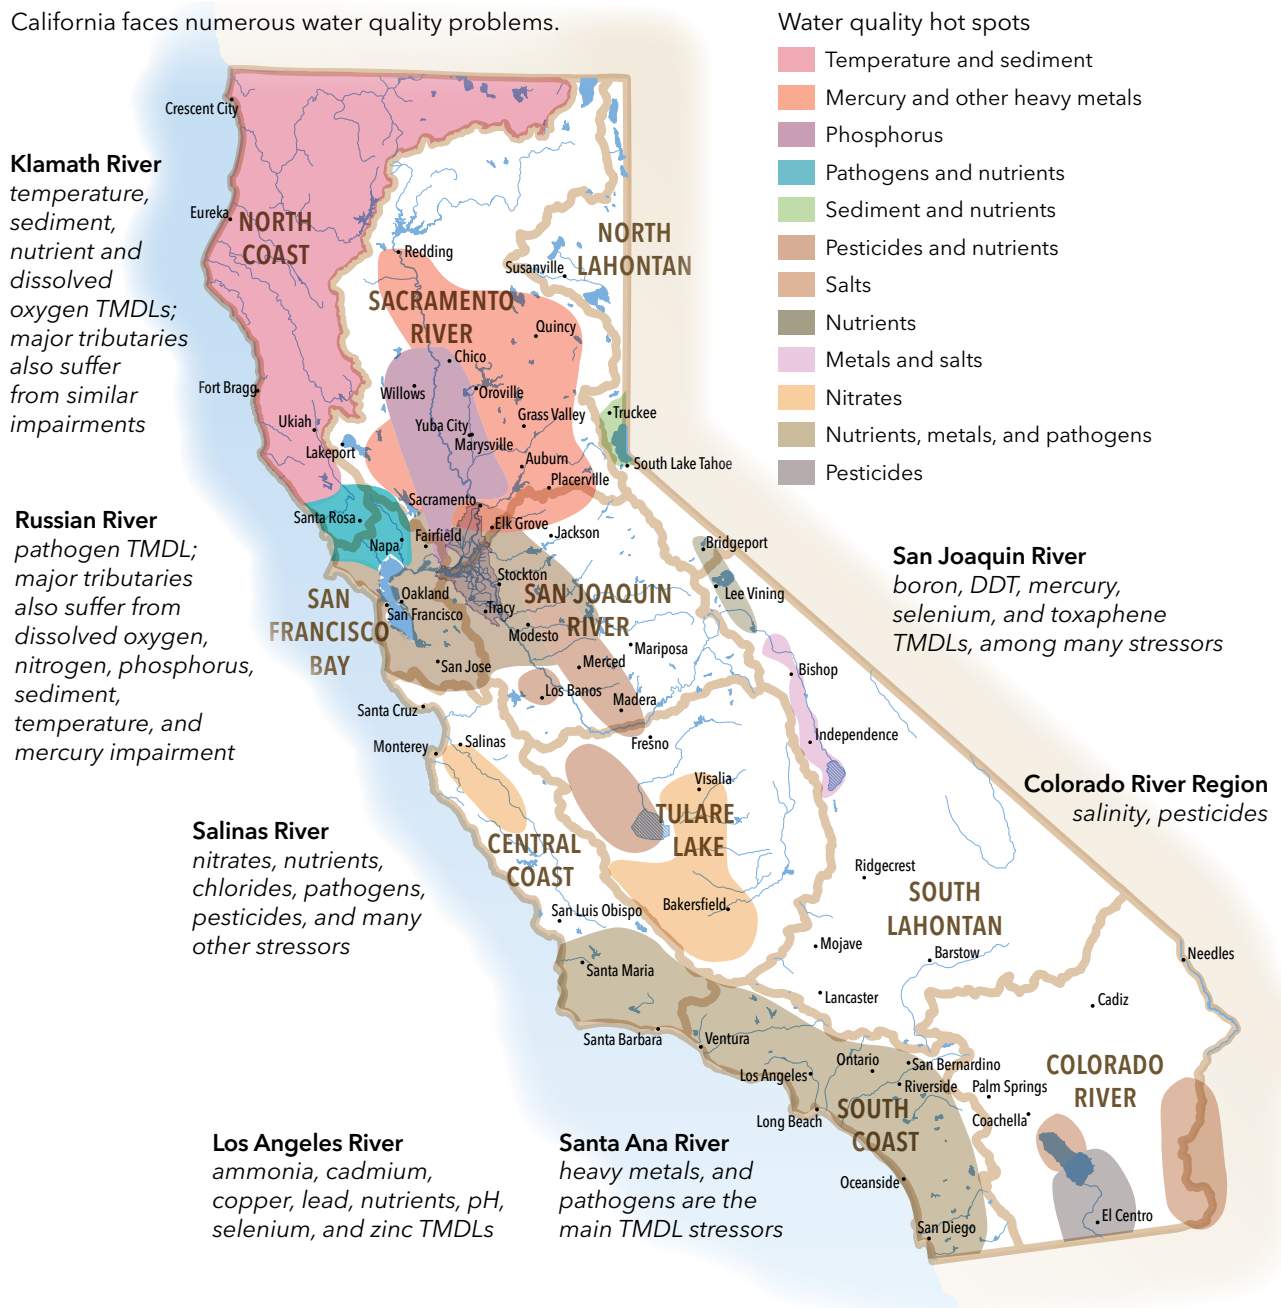 California faces numerous water quality problems.
Water quality hot spots
Temperature and sediment
Mercury and other heavy metals
Phosphorus
Pathogens and nutrients
Sediment and nutrients
Pesticides and nutrients
Salts
Nutrients
Metals and salts
Nitrates
Nutrients, metals, and pathogens
Pesticides
Crescent City
Klamath River
temperature,
sediment,
nutrient and
dissolved
oxygen TMDLs;
major tributaries
also suffer
from similar
impairments
Eureka
NORTH
COAST
Redding
NORTH
LAHONTAN
Susanville
SACRAMENTO
RIVER
Quincy
Chico
Willows
Oroville
Fort Bragg
Grass Valley
Truckee
Ukiah
Yuba City
Marysville
Lakeport
Auburn
South Lake Tahoe
Placerville
Sacramento
Russian River
pathogen TMDL;
major tributaries
also suffer from
dissolved oxygen,
nitrogen, phosphorus,
sediment,
temperature, and
mercury impairment
Santa Rosa
Elk Grove
Fairfield
Jackson
Napa
Bridgeport
San Joaquin River
boron, DDT, mercury,
selenium, and toxaphene
TMDLs, among many stressors
Stockton
Lee Vining
SAN
FRANCISCO
BAY
Oakland
San Francisco
Tracy
SAN JOAQUIN
RIVER
Modesto
Mariposa
San Jose
Merced
Bishop
Los Banos
Madera
Santa Cruz
Independence
Monterey
Salinas
Fresno
Colorado River Region
salinity, pesticides
Visalia
TULARE
LAKE
Salinas River
nitrates, nutrients,
chlorides, pathogens,
pesticides, and many
other stressors
CENTRAL
COAST
Ridgecrest
SOUTH
LAHONTAN
San Luis Obispo
Bakersfield
Mojave
Barstow
Needles
Santa Maria
Lancaster
Cadiz
Santa Barbara
Ventura
Ontario
San Bernardino
COLORADO
RIVER
Los Angeles
Riverside
Palm Springs
Long Beach
SOUTH
COAST
Coachella
Los Angeles River
ammonia, cadmium,
copper, lead, nutrients, pH,
selenium, and zinc TMDLs
Santa Ana River
heavy metals, and
pathogens are the
main TMDL stressors
Oceanside
El Centro
San Diego